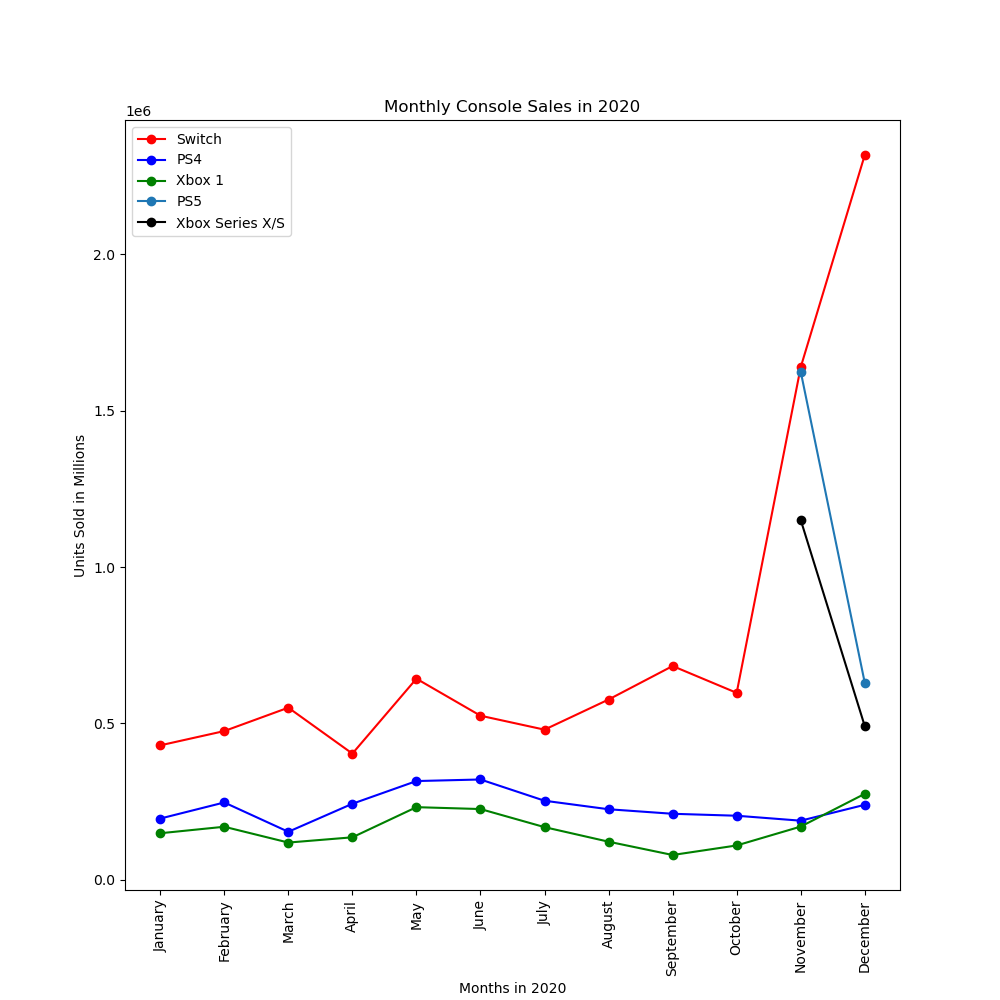 Monthly Console Sales in 2020
1e6
Switch
PS4
Xbox 1
PS5
Xbox Series X/S
Units Sold in Millions
2.0
1.5
1.0
0.5
0.0
January
February
March
April
May
June
July
August
September
October
November
December
Months in 2020